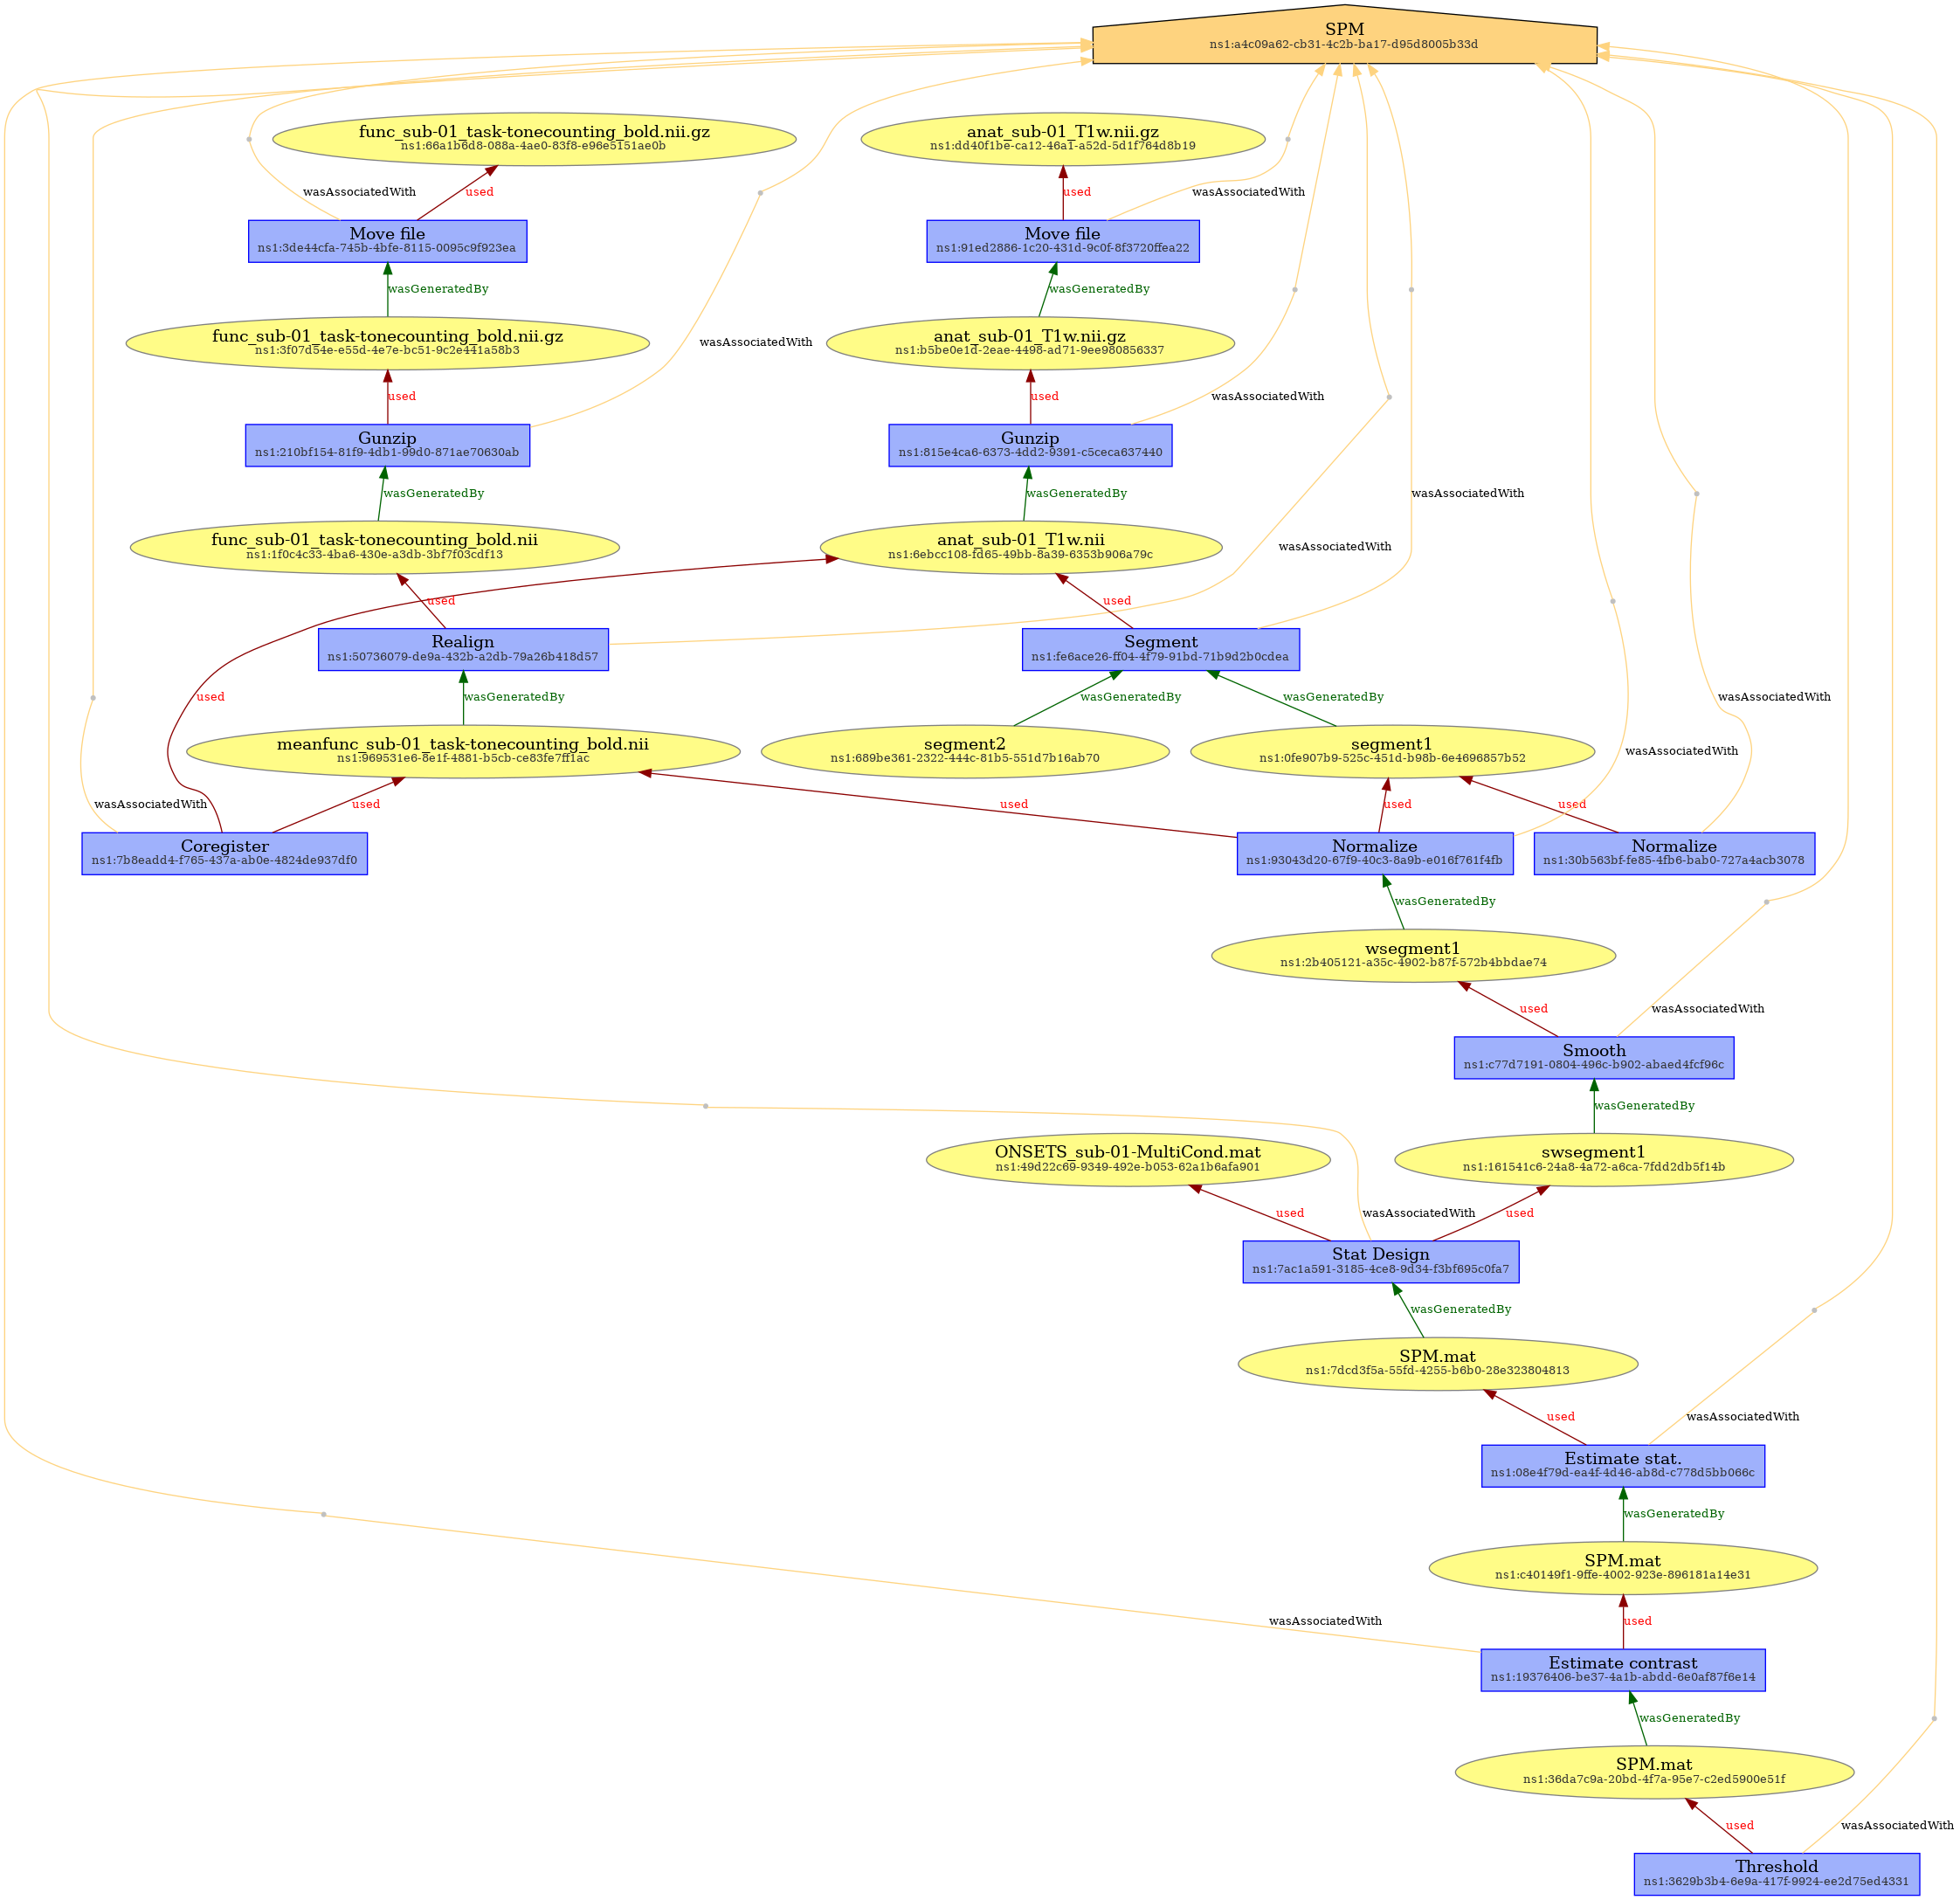 SPM
ns1:a4c09a62-cb31-4c2b-ba17-d95d8005b33d
func_sub-01_task-tonecounting_bold.nii.gz
ns1:66a1b6d8-088a-4ae0-83f8-e96e5151ae0b
anat_sub-01_T1w.nii.gz
ns1:dd40f1be-ca12-46a1-a52d-5d1f764d8b19
wasAssociatedWith
used
used
wasAssociatedWith
Move file
ns1:3de44cfa-745b-4bfe-8115-0095c9f923ea
Move file
ns1:91ed2886-1c20-431d-9c0f-8f3720ffea22
wasGeneratedBy
wasGeneratedBy
func_sub-01_task-tonecounting_bold.nii.gz
ns1:3f07d54e-e55d-4e7e-bc51-9c2e441a58b3
wasAssociatedWith
anat_sub-01_T1w.nii.gz
ns1:b5be0e1d-2eae-4498-ad71-9ee980856337
used
used
wasAssociatedWith
Gunzip
ns1:210bf154-81f9-4db1-99d0-871ae70630ab
Gunzip
ns1:815e4ca6-6373-4dd2-9391-c5ceca637440
wasGeneratedBy
wasGeneratedBy
wasAssociatedWith
func_sub-01_task-tonecounting_bold.nii
ns1:1f0c4c33-4ba6-430e-a3db-3bf7f03cdf13
anat_sub-01_T1w.nii
ns1:6ebcc108-fd65-49bb-8a39-6353b906a79c
wasAssociatedWith
used
used
Realign
ns1:50736079-de9a-432b-a2db-79a26b418d57
Segment
ns1:fe6ace26-ff04-4f79-91bd-71b9d2b0cdea
used
wasGeneratedBy
wasGeneratedBy
wasGeneratedBy
wasAssociatedWith
meanfunc_sub-01_task-tonecounting_bold.nii
ns1:969531e6-8e1f-4881-b5cb-ce83fe7ff1ac
segment2
ns1:689be361-2322-444c-81b5-551d7b16ab70
segment1
ns1:0fe907b9-525c-451d-b98b-6e4696857b52
wasAssociatedWith
wasAssociatedWith
used
used
used
used
Coregister
ns1:7b8eadd4-f765-437a-ab0e-4824de937df0
Normalize
ns1:93043d20-67f9-40c3-8a9b-e016f761f4fb
Normalize
ns1:30b563bf-fe85-4fb6-bab0-727a4acb3078
wasGeneratedBy
wsegment1
ns1:2b405121-a35c-4902-b87f-572b4bbdae74
used
wasAssociatedWith
Smooth
ns1:c77d7191-0804-496c-b902-abaed4fcf96c
wasGeneratedBy
ONSETS_sub-01-MultiCond.mat
ns1:49d22c69-9349-492e-b053-62a1b6afa901
swsegment1
ns1:161541c6-24a8-4a72-a6ca-7fdd2db5f14b
used
wasAssociatedWith
used
Stat Design
ns1:7ac1a591-3185-4ce8-9d34-f3bf695c0fa7
wasGeneratedBy
SPM.mat
ns1:7dcd3f5a-55fd-4255-b6b0-28e323804813
used
wasAssociatedWith
Estimate stat.
ns1:08e4f79d-ea4f-4d46-ab8d-c778d5bb066c
wasGeneratedBy
SPM.mat
ns1:c40149f1-9ffe-4002-923e-896181a14e31
wasAssociatedWith
used
Estimate contrast
ns1:19376406-be37-4a1b-abdd-6e0af87f6e14
wasGeneratedBy
SPM.mat
ns1:36da7c9a-20bd-4f7a-95e7-c2ed5900e51f
used
wasAssociatedWith
Threshold
ns1:3629b3b4-6e9a-417f-9924-ee2d75ed4331